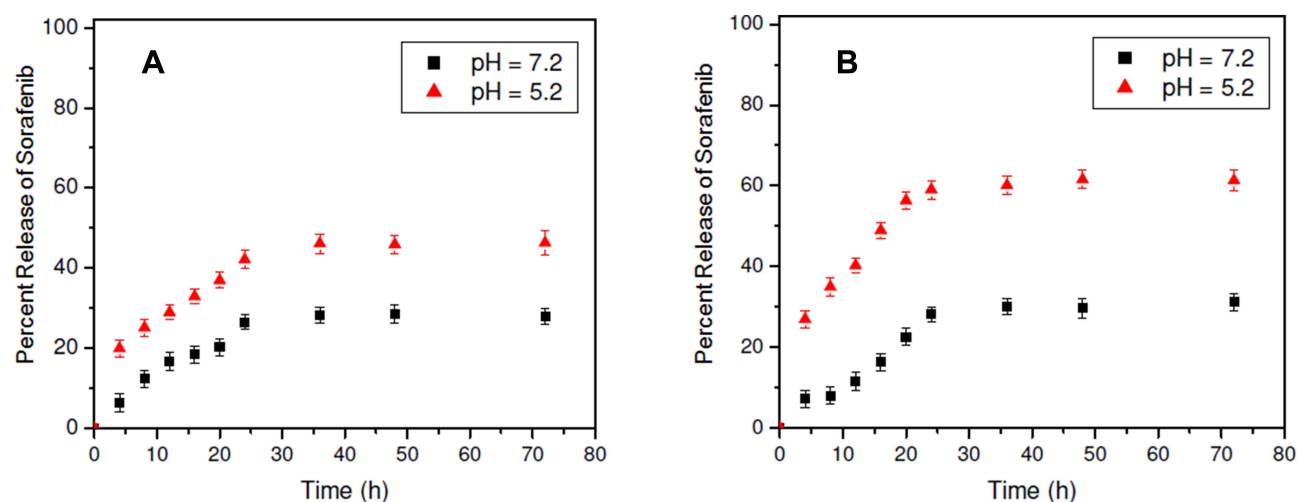 A
pH = 7.2
pH = 5.2
Percent Release of Sorafenib
100
80
60
40
20
0
0 10 20 30 40 50 60 70 80
Time (h)
B
pH = 7.2
pH = 5.2
Percent Release of Sorafenib
100
80
60
40
20
0
0 10 20 30 40 50 60 70 80
Time (h)